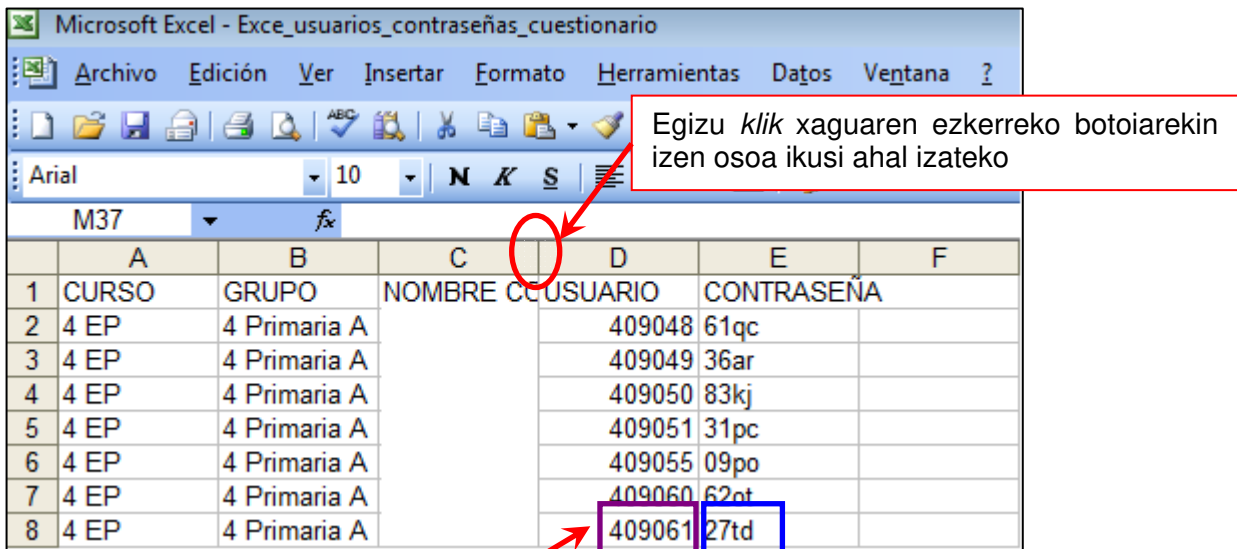 Microsoft Excel - Exce_usuarios_contraseñas_cuestionario
Archivo Edición Ver Insertar Formato Herramientas Datos Ventana ?
Egizu klik xaguaren ezkerreko botoiarekin
izen osoa ikusi ahal izateko
Arial 10 N K S
M37 fx
A B C D E F
1 CURSO GRUPO NOMBRE CO USUARIO CONTRASEÑA
2 4 EP 4 Primaria A 409048 61qc
3 4 EP 4 Primaria A 409049 36ar
4 4 EP 4 Primaria A 409050 83kj
5 4 EP 4 Primaria A 409051 31pc
6 4 EP 4 Primaria A 409055 09po
7 4 EP 4 Primaria A 409060 62ot
8 4 EP 4 Primaria A 409061 27td